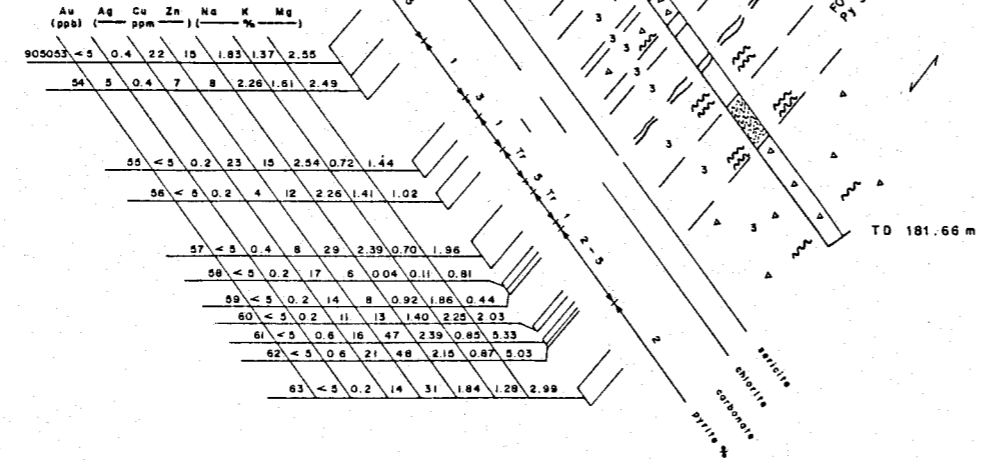 Au Ag Cu Zn Na K Mg
(ppb) (— ppm —) (— % —)
905053 < 5 0.4 22 15 1.83 1.37 2.55
54 5 0.4 7 8 2.26 1.61 2.49
55 < 5 0.2 23 15 2.54 0.72 1.44
56 < 5 0.2 4 12 2.26 1.41 1.02
57 < 5 0.4 8 29 2.39 0.70 1.96
58 < 5 0.2 17 6 0.04 0.11 0.81
59 < 5 0.2 14 8 0.92 1.86 0.44
60 < 5 0.2 11 13 1.40 2.25 2.03
61 < 5 0.6 16 47 2.39 0.85 5.33
62 < 5 0.6 21 48 2.15 0.87 5.03
63 < 5 0.2 14 31 1.84 1.28 2.99
1
3
1
Tr
5
Tr
1
2-5
2
3
3
3
3
3
3
3
3
3
3
FO
Py
TD 181.66 m
sericite
chlorite
carbonate
pyrite %